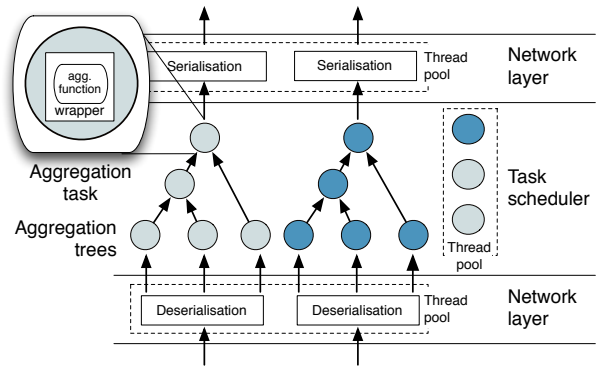 Serialisation
Serialisation
Thread
pool
Network
layer
agg.
function
wrapper
Aggregation
task
Aggregation
trees
Task
scheduler
Thread
pool
Deserialisation
Deserialisation
Thread
pool
Network
layer